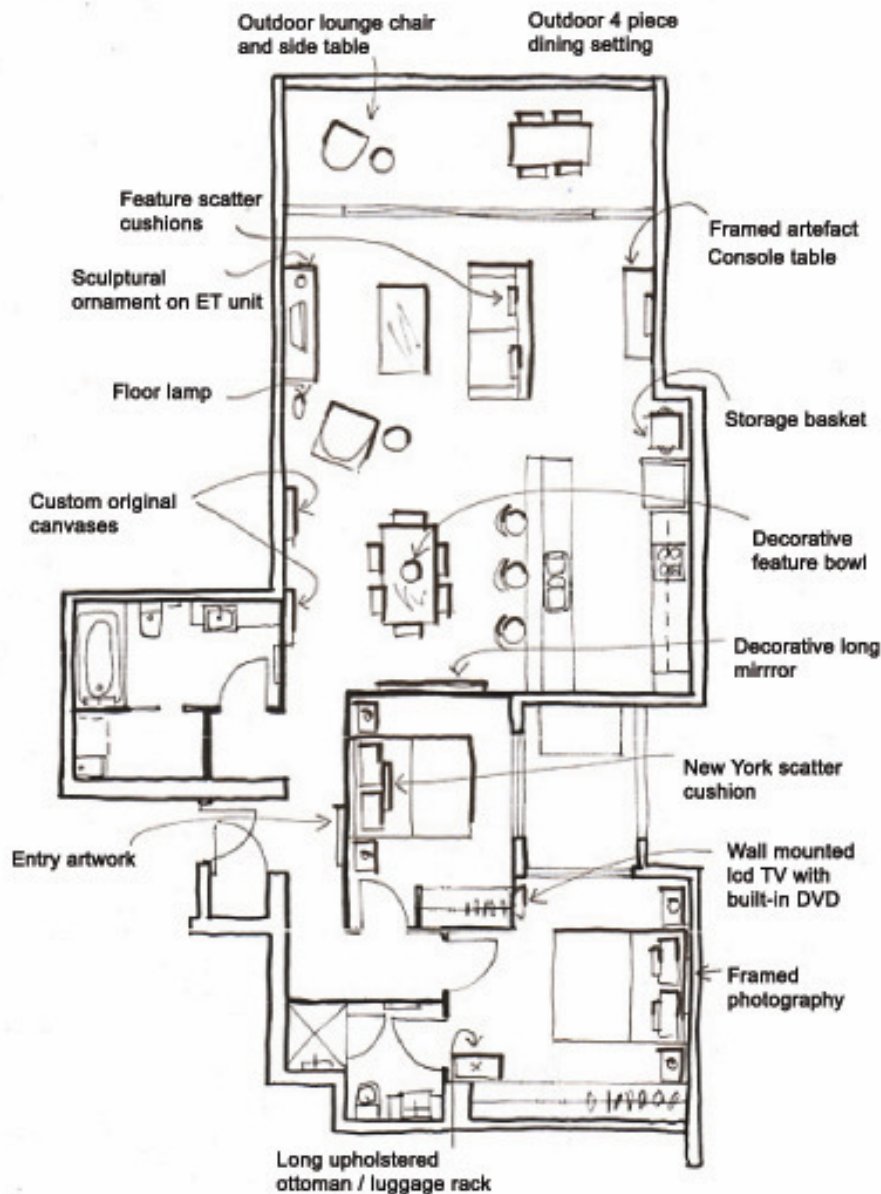 Outdoor lounge chair
and side table
Outdoor 4 piece
dining setting
Feature scatter
cushions
Framed artefact
Console table
Sculptural
ornament on ET unit
Floor lamp
Storage basket
Custom original
canvases
Decorative
feature bowl
Decorative long
mirrror
New York scatter
cushion
Entry artwork
Wall mounted
lcd TV with
built-in DVD
Framed
photography
Long upholstered
ottoman / luggage rack